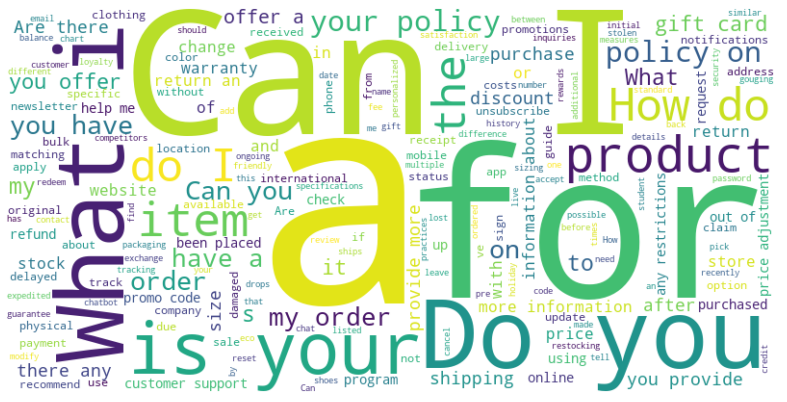 email
clothing
Are there
balance
chart
should
offer a
received
change
color
warranty
return an
without
customer
loyalty
different
you offer
specific
newsletter
help me
of
What i
Can I
your policy
in
phone
date
or
from
name
fee
add
me
gift
personalized
satisfaction
delivery
large
the
between
promotions
inquiries
purchase
costs
number
discount
unsubscribe
history
initial
stolen
measures
additional
rewards
similar
gift card
notifications
policy on
What
request
address
security
gouging
How do
standard
back
details
return
you have
bulk
competitors
matching
location
apply
do I
and
ongoing
friendly
this
international
a
for
receipt
difference
mobile
multiple
status
app
guide
sizing
live
one
accept
method
product
student
password
my
redeem
website
item
Can you
available
find
get
Are
specifications
check
information about
possible
before
times
How
need
out of
claim
pick
recently
any restrictions
price adjustment
original
has
contact
refund
about
packaging
been placed
have a
exchange
your
review
if
ships
it
provide more
lost
practices
up
leave
on
sign
ve
With
ordered
holiday
to
store
option
stock
delayed
tracking
track
order
promo code
size
damaged
drops
that
s
my order
more information
after
purchased
expedited
guarantee
chatbot
company
physical
payment
due
modify
there any
recommend
use
is your
eco
sale
reset
by
chat
listed
not
Can
shoes
program
customer support
Do you
cancel
pre
code
update
made
restocking
tell
price
using
credit
shipping
online
you provide